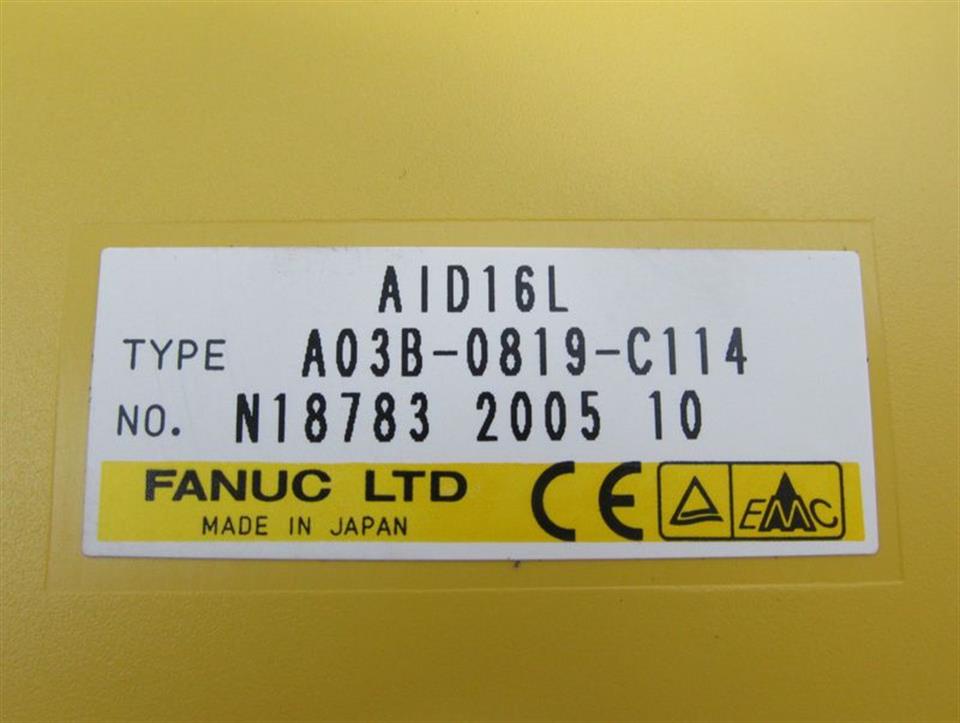 AID16L
TYPE A03B-0819-C114
NO. N18783 2005 10
FANUC LTD
MADE IN JAPAN
CE
EMC